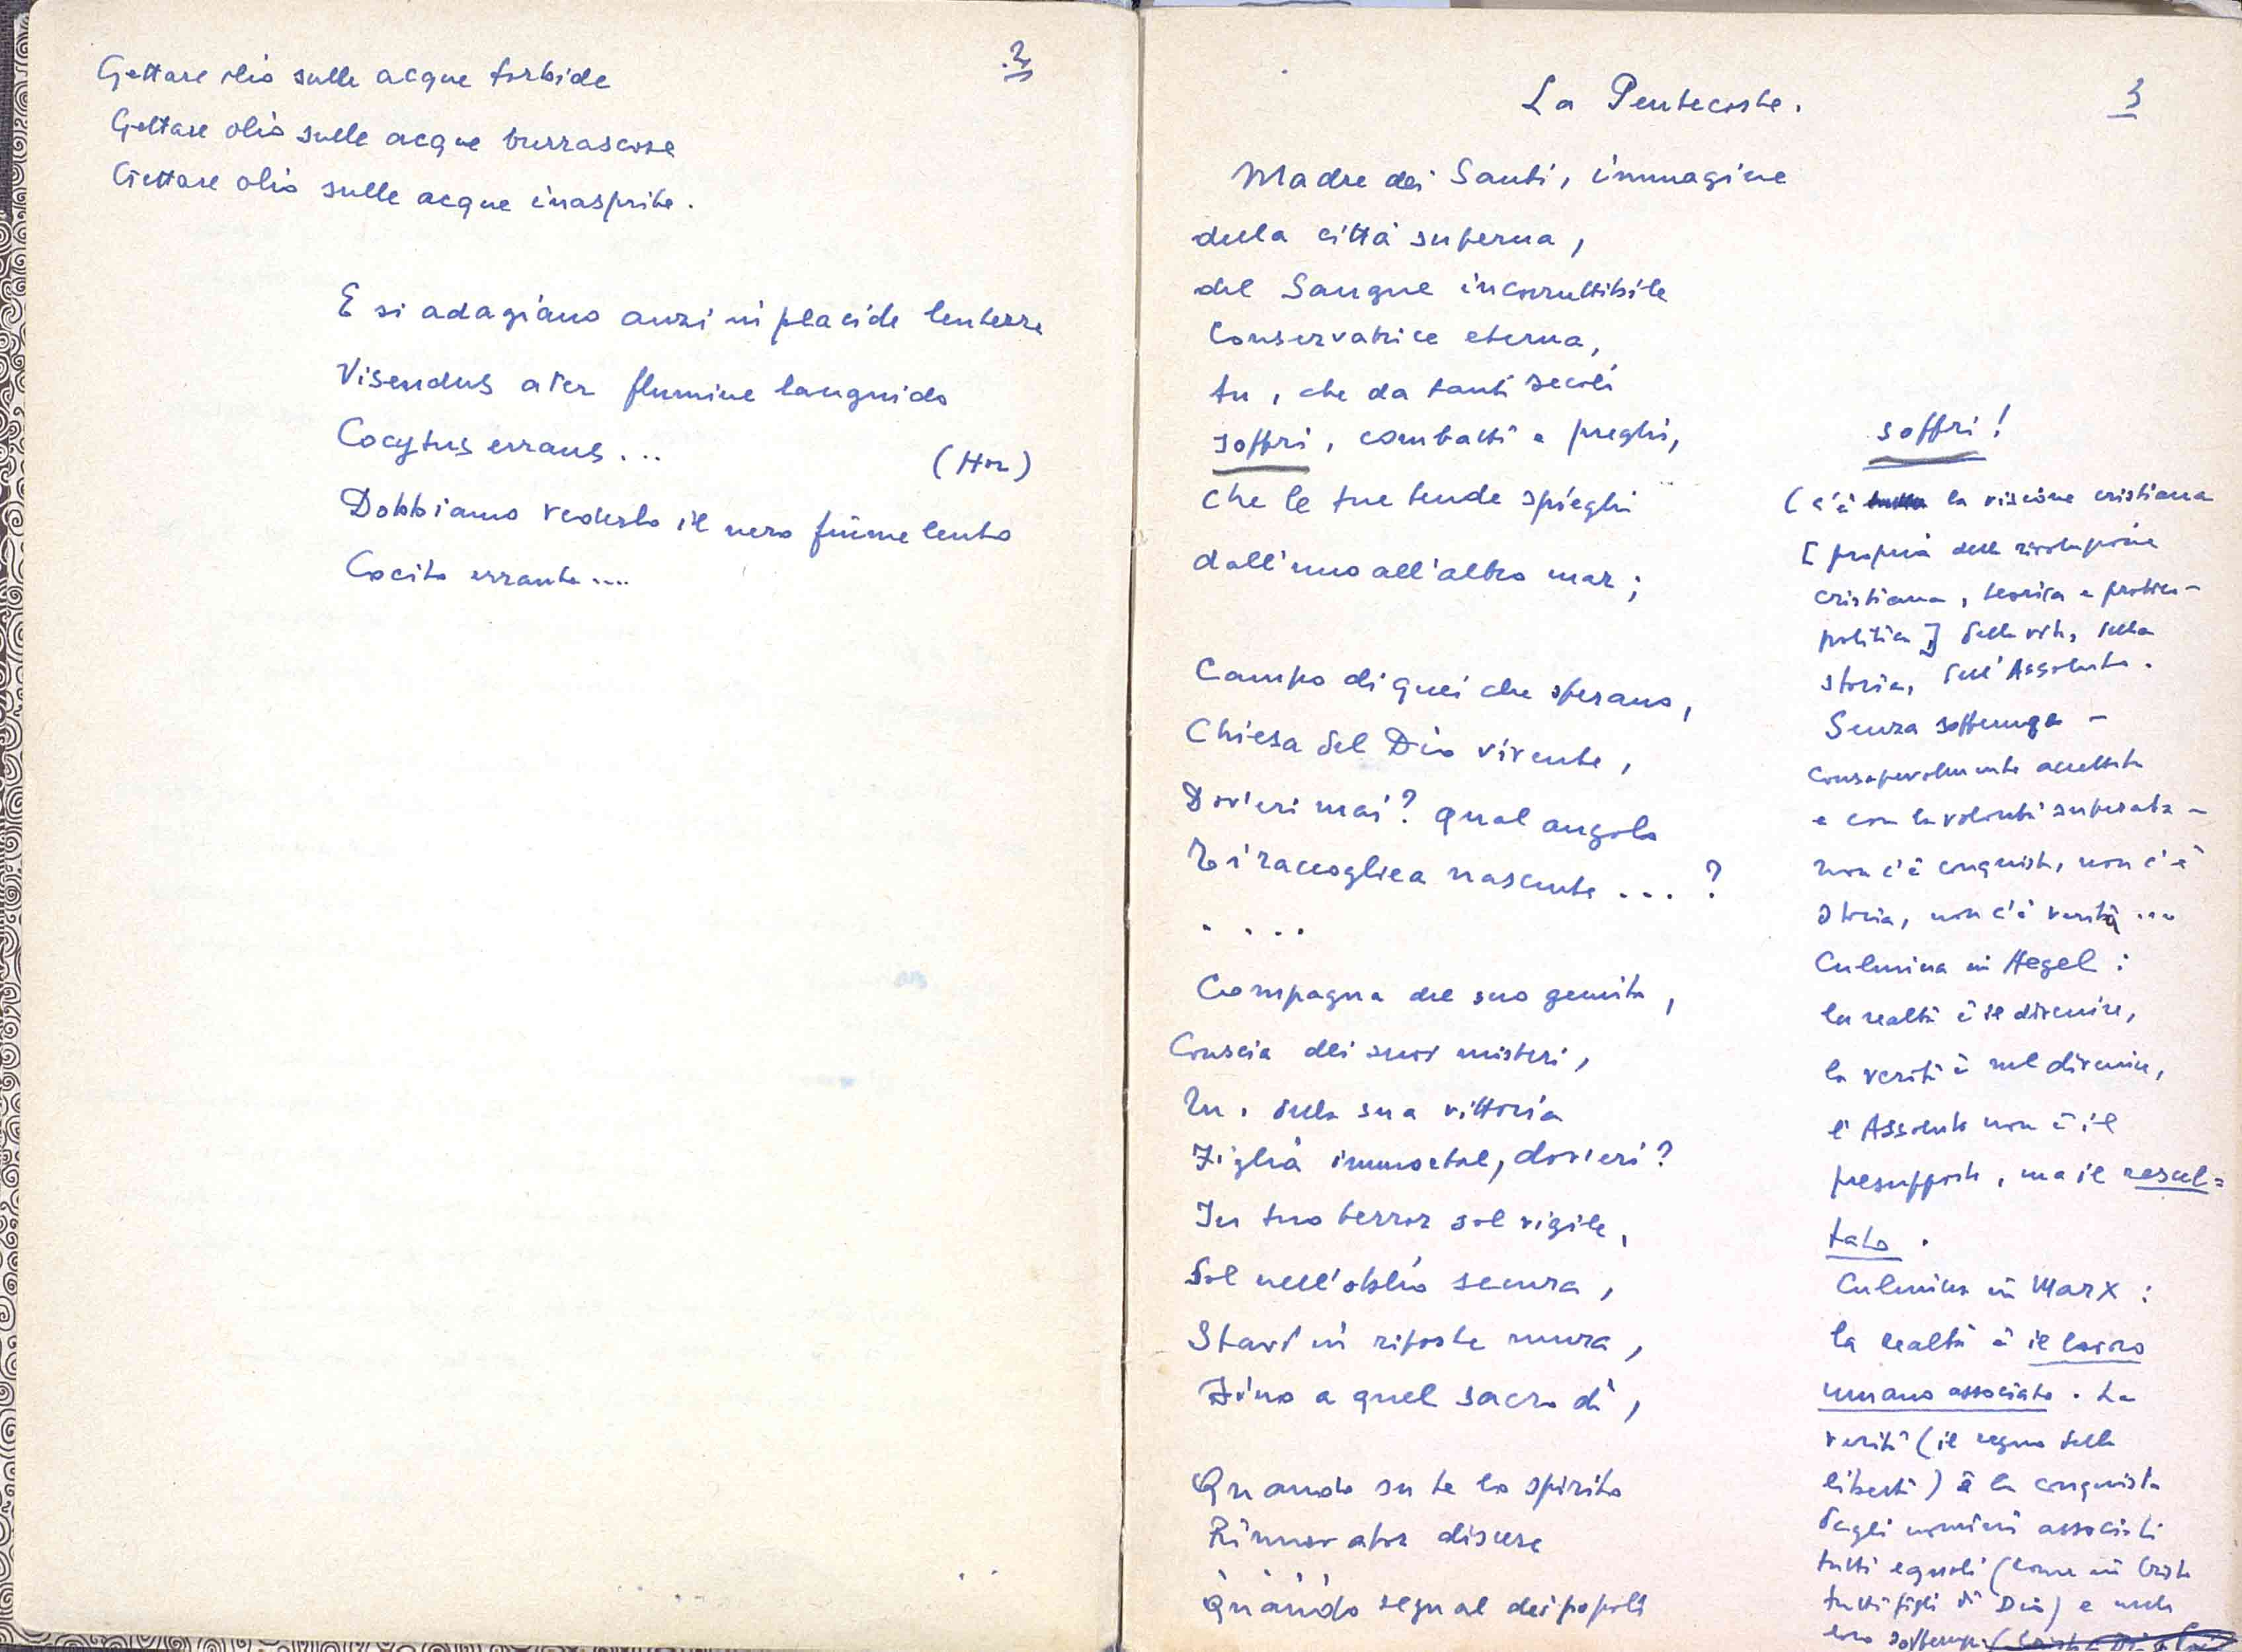 2
Gettare olio sulle acque torbide
Gettare olio sulle acque burrascose
Gettare olio sulle acque inasprite.
E si adagiano anzi in placide
Visendus ater flumine languido
Cocytus errans...
(Hor)
Dobbiamo vederlo il nero fiume lento
Cocito errante....
3
La Pentecoste.
Madre dei Santi, immagine
della città superna,
del Sangue incorruttibile
Conservatrice eterna,
tu, che da tanti secoli
soffri, combatti e preghi,
che le tue tende spieghi
dall'uno all'altro mar;
Campo di quei che sperano,
Chiesa del Dio vivente,
Dov'eri mai? qual angolo
Ti raccogliea nascente ...?
....
Compagna del suo gemito,
Conscia dei suoi misteri,
Tu, della sua vittoria
Figlia immortal, dov'eri?
In tuo terror sol vigile,
Sol nell'oblio secura,
Stavi in riposte mura,
Fino a quel sacro dì,
Quando su te lo spirito
Rinnovator discese
....
Quando segnal dei popoli
soffri!
(c'è la visione cristiana
[propria della rivoluzione
cristiana, teorica e pratico-
politica] della vita, della
storia, dell'Assoluto.
Senza sofferenza -
consapevolmente accettata
e con la volontà superata -
non c'è conquista, non c'è
storia, non c'è verità ...
Culmina in Hegel:
la realtà è il divenire,
la verità è nel divenire,
l'Assoluto non è il
presupposto, ma il resul=
tato.
Culmina in Marx:
la realtà è il lavoro
umano associato. La
verità (il regno della
libertà) è la conquista
degli uomini associati
tutti eguali (come in Cristo
tutti figli di Dio) e nella
loro sofferenza